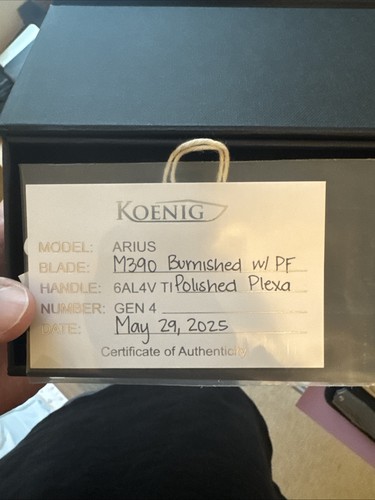 KOENIG
MODEL: ARIUS
BLADE: M390 Burnished w/ PF
HANDLE: 6AL4V TI Polished Plexa
NUMBER: GEN 4
DATE: May 29, 2025
Certificate of Authenticity